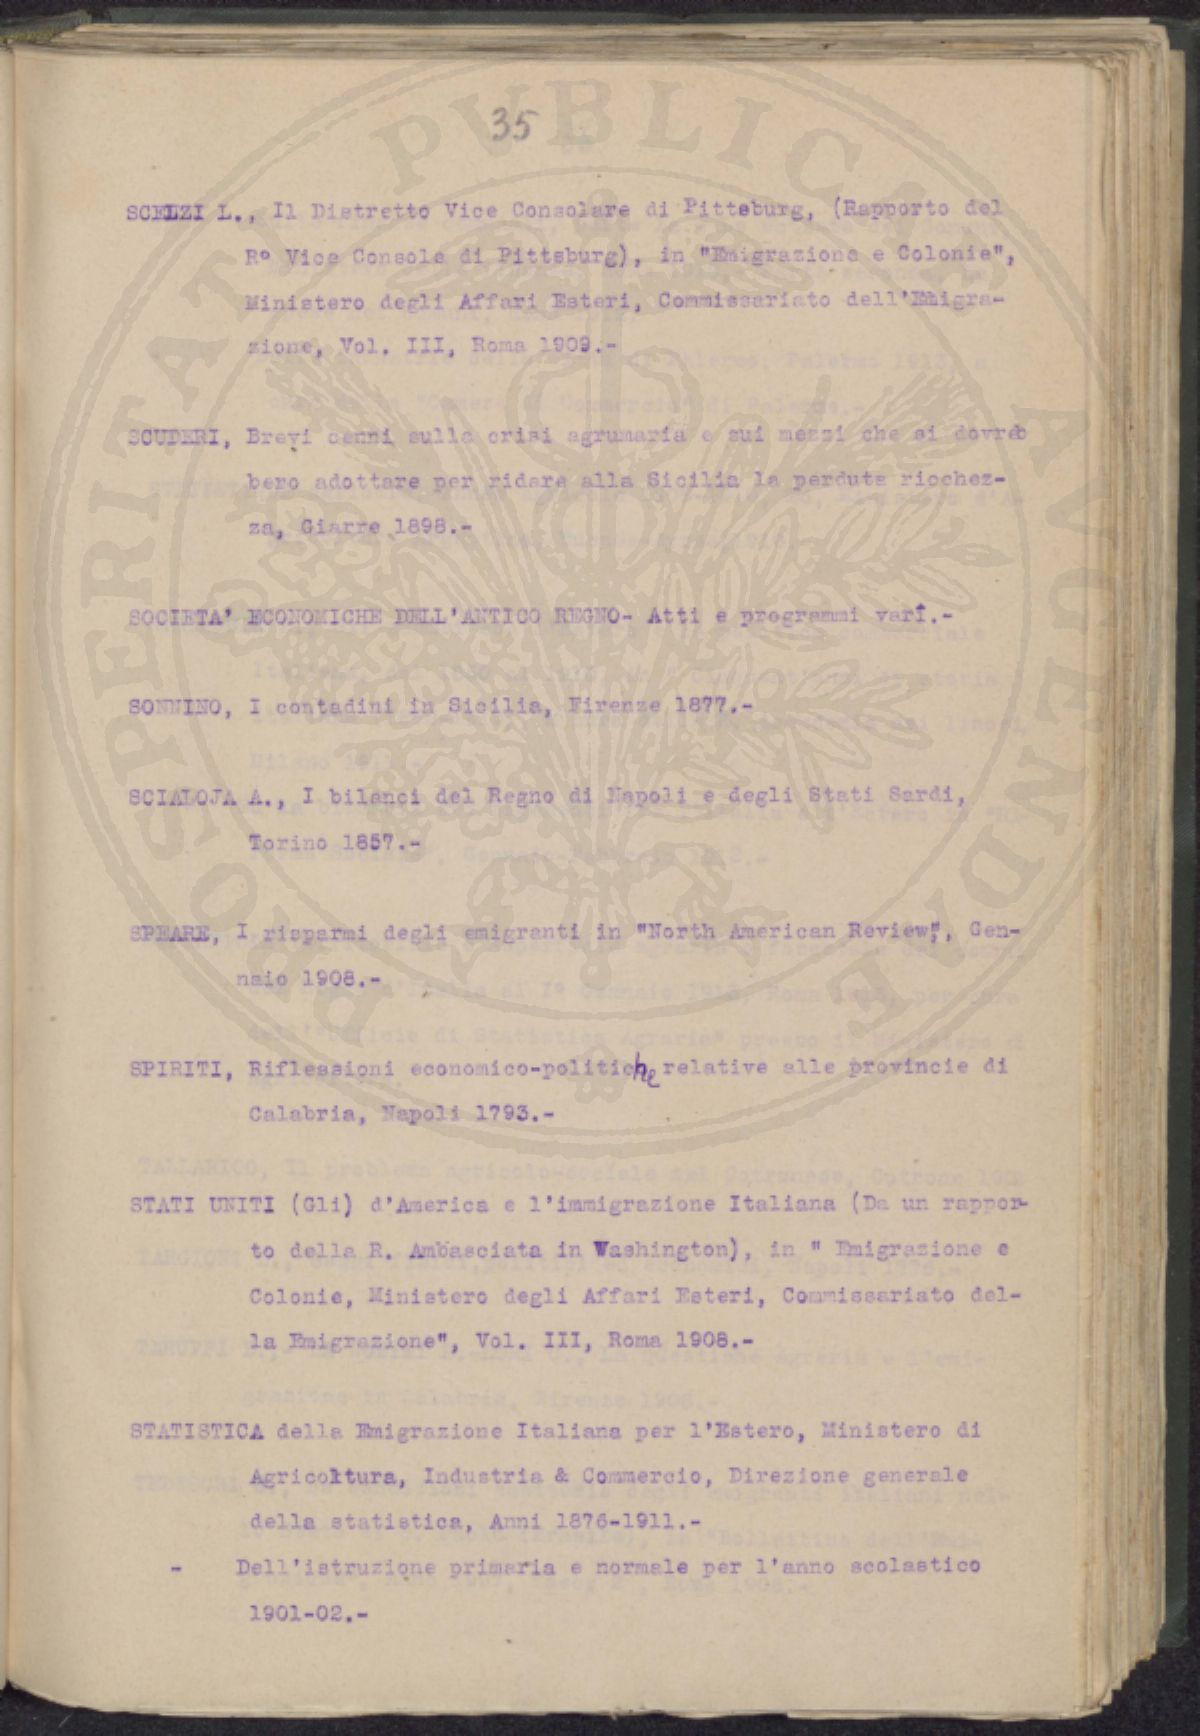 35
SCELZI L., Il Distretto Vice Consolare di Pittsburg, (Rapporto del
Rº Vice Console di Pittsburg), in "Emigrazione e Colonie",
Ministero degli Affari Esteri, Commissariato dell'Emigra-
zione, Vol. III, Roma 1909.-
SCUDERI, Brevi cenni sulla crisi agrumaria e sui mezzi che si dovreb
bero adottare per ridare alla Sicilia la perduta ricchez-
za, Giarre 1898.-
SOCIETA' ECONOMICHE DELL'ANTICO REGNO- Atti e programmi varî.-
SONNINO, I contadini in Sicilia, Firenze 1877.-
SCIALOJA A., I bilanci del Regno di Napoli e degli Stati Sardi,
Torino 1857.-
SPEARE, I risparmi degli emigranti in "North American Review", Gen-
naio 1908.-
SPIRITI, Riflessioni economico-politiche relative alle provincie di
Calabria, Napoli 1793.-
STATI UNITI (Gli) d'America e l'immigrazione Italiana (Da un rappor-
to della R. Ambasciata in Washington), in " Emigrazione e
Colonie, Ministero degli Affari Esteri, Commissariato del-
la Emigrazione", Vol. III, Roma 1908.-
STATISTICA della Emigrazione Italiana per l'Estero, Ministero di
Agricoltura, Industria & Commercio, Direzione generale
della statistica, Anni 1876-1911.-
- Dell'istruzione primaria e normale per l'anno scolastico
1901-02.-
PROSPERITATI PVBLICAE AVGENDAE